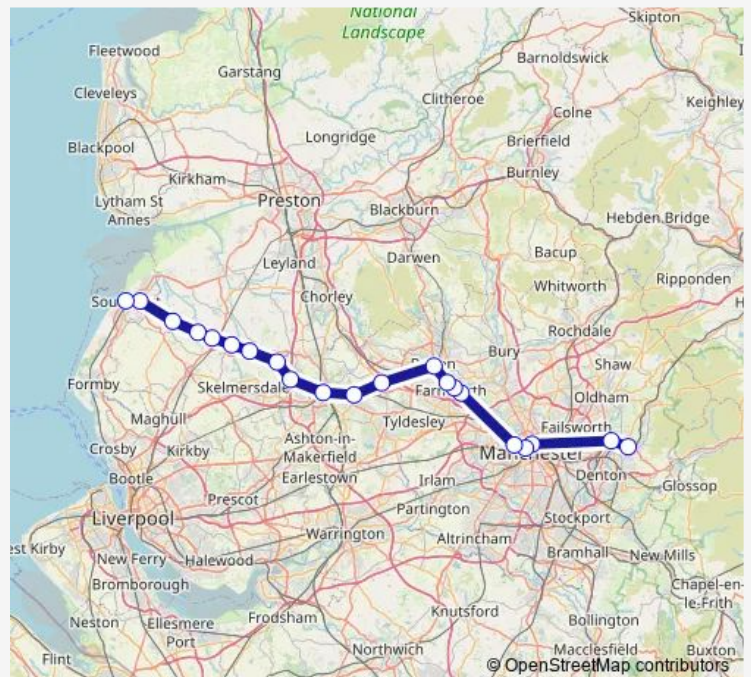 National
Landscape
Skipton
Fleetwood
Garstang
Barnoldswick
Cleveleys
Clitheroe
Colne
Keighley
Longridge
Brierfield
Blackpool
Kirkham
Burnley
Preston
Lytham St
Annes
Blackburn
Hebden Bridge
Leyland
Darwen
Bacup
Ripponden
Whitworth
Chorley
Rochdale
Bury
Shaw
Formby
Skelmersdale
Oldham
Maghull
Tyldesley
Failsworth
Crosby
Kirkby
Ashton-in-
Makerfield
Manchester
Bootle
Earlestown
Irlam
Denton
Glossop
Prescot
Partington
Liverpool
Stockport
Warrington
Altrincham
est Kirby
New Ferry
Halewood
Bramhall
New Mills
Bromborough
Chapel-en-
le-Frith
Neston
Ellesmere
Port
Frodsham
Knutsford
Bollington
Northwich
Macclesfield
Buxton
Flint
© OpenStreetMap contributors